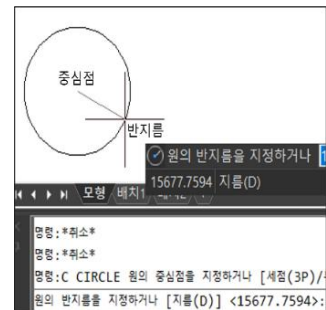 중심점
반지름
원의 반지름을 지정하거나
15677.7594 지름(D)
모형 배치1
명령:*취소*
명령:*취소*
명령:C CIRCLE 원의 중심점을 지정하거나 [세점(3P)/
원의 반지름을 지정하거나 [지름(D)] <15677.7594>: